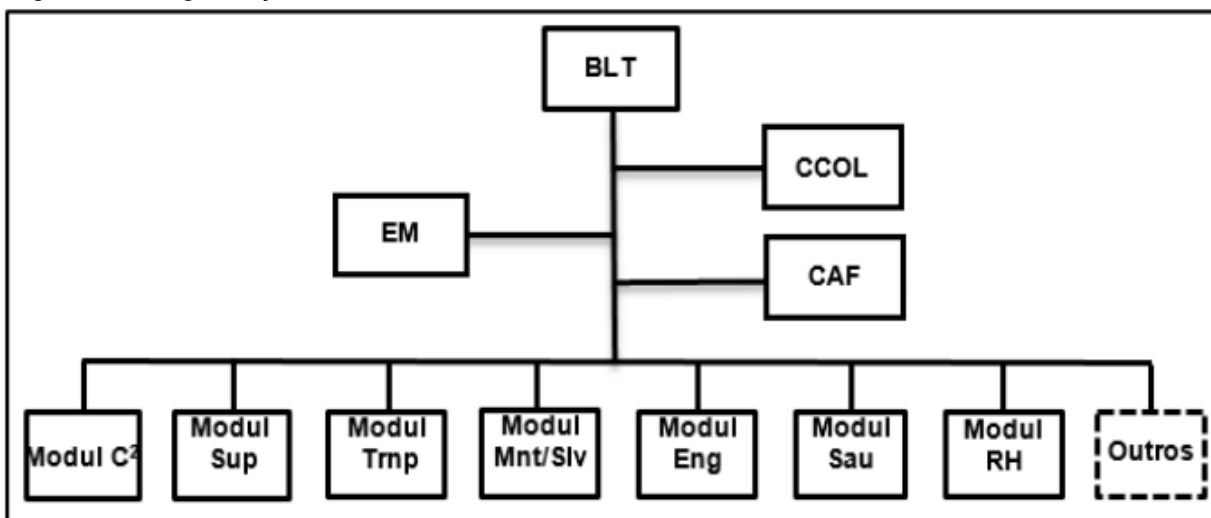 BLT
CCOL
EM
CAF
Modul C²
Modul
Sup
Modul
Trnp
Modul
Mnt/Slv
Modul
Eng
Modul
Sau
Modul
RH
Outros